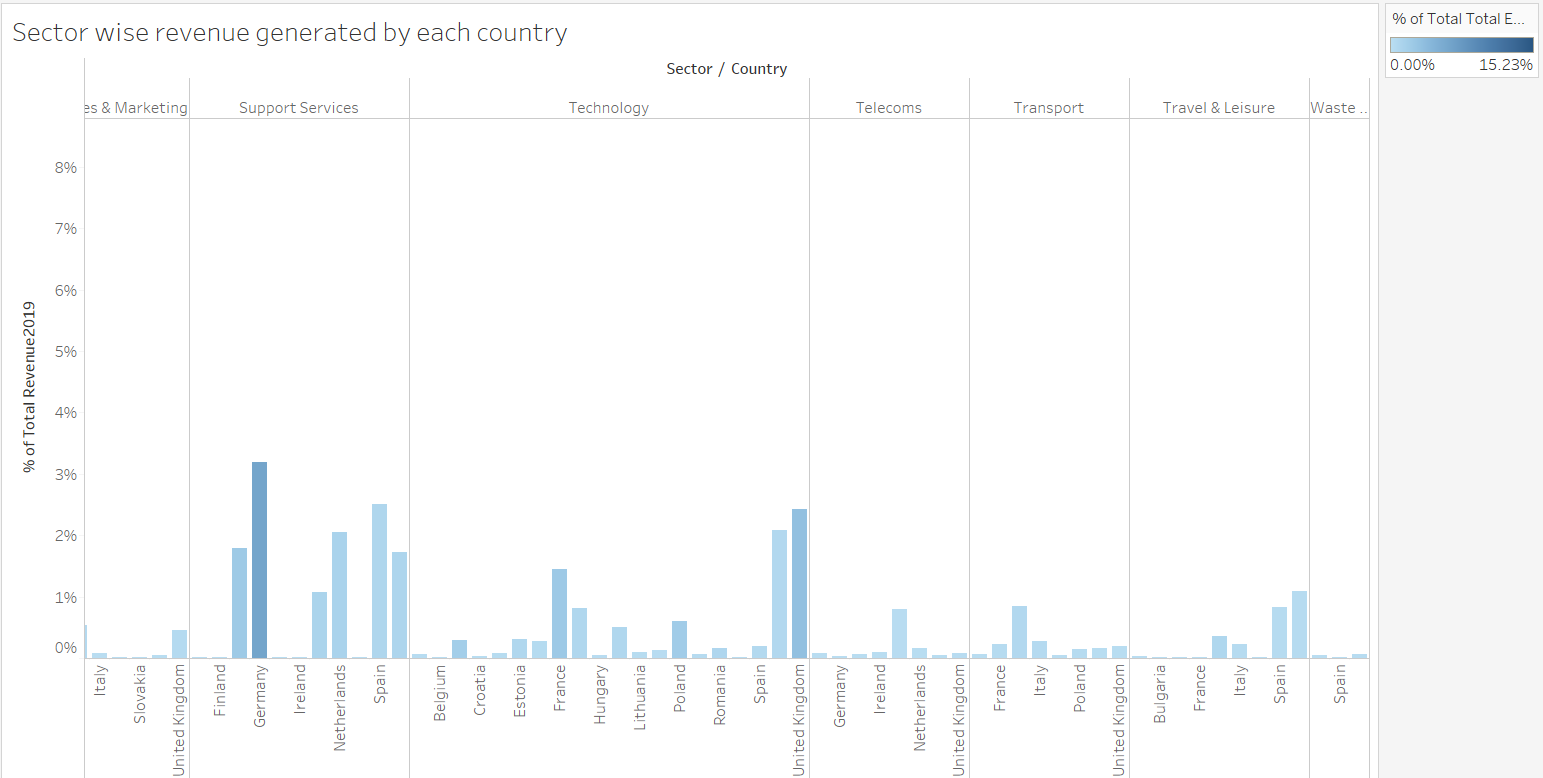 Sector wise revenue generated by each country
% of Total Total E...
0.00% 15.23%
Sector / Country
es & Marketing Support Services Technology Telecoms Transport Travel & Leisure Waste ..
% of Total Revenue2019
8%
7%
6%
5%
4%
3%
2%
1%
0%
Italy
Slovakia
United Kingdom
Finland
Germany
Ireland
Netherlands
Spain
Belgium
Croatia
Estonia
France
Hungary
Lithuania
Poland
Romania
Spain
United Kingdom
Germany
Ireland
Netherlands
United Kingdom
France
Italy
Poland
United Kingdom
Bulgaria
France
Italy
Spain
Spain